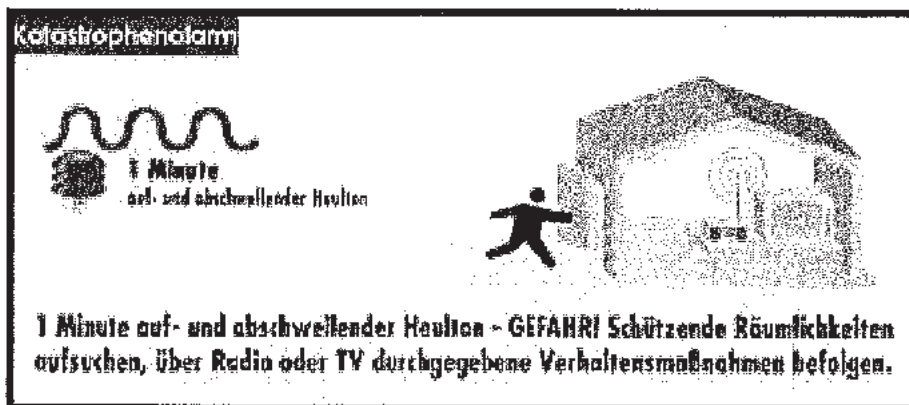 Katastrophenalarm
1 Minute
auf- und abschwellender Heulton
1 Minute auf- und abschwellender Heulton - GEFAHR! Schützende Räumlichkeiten
aufsuchen, über Radio oder TV durchgegebene Verhaltensmaßnahmen befolgen.